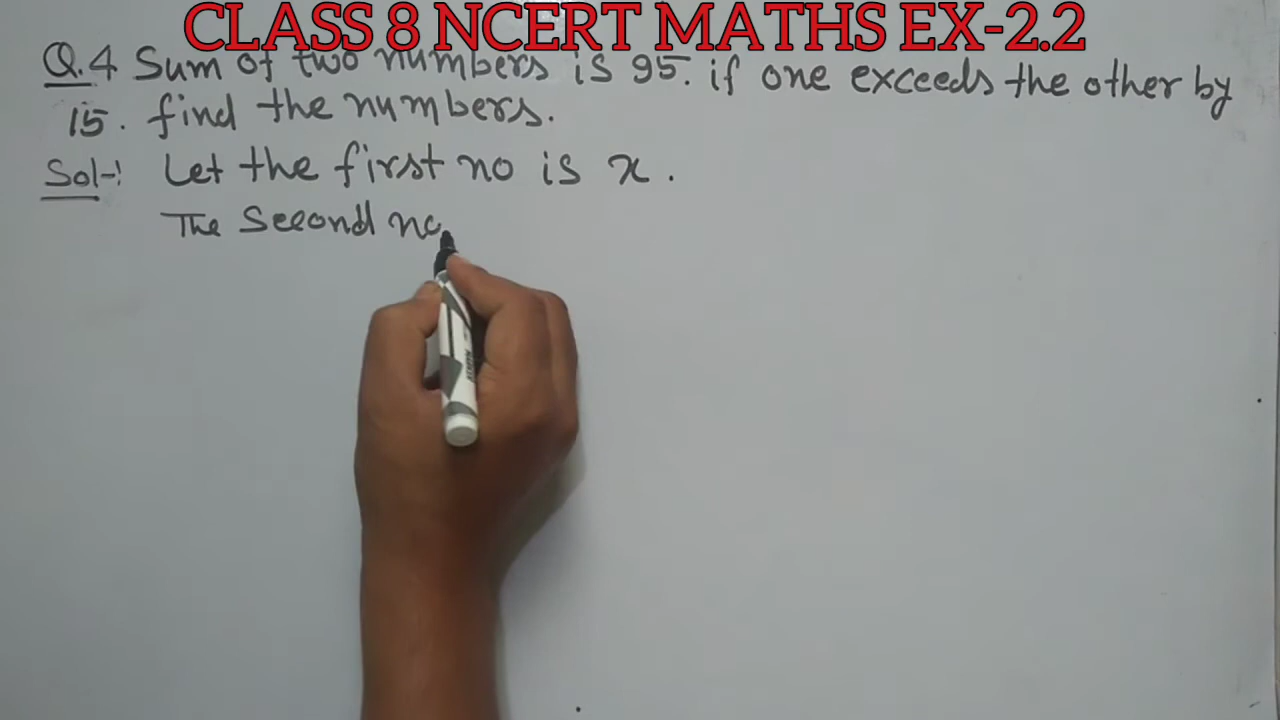 CLASS 8 NCERT MATHS EX-2.2
Q.4 Sum of two numbers is 95. if one exceeds the other by
15. find the numbers.
Sol-: Let the first no is x.
The Second no